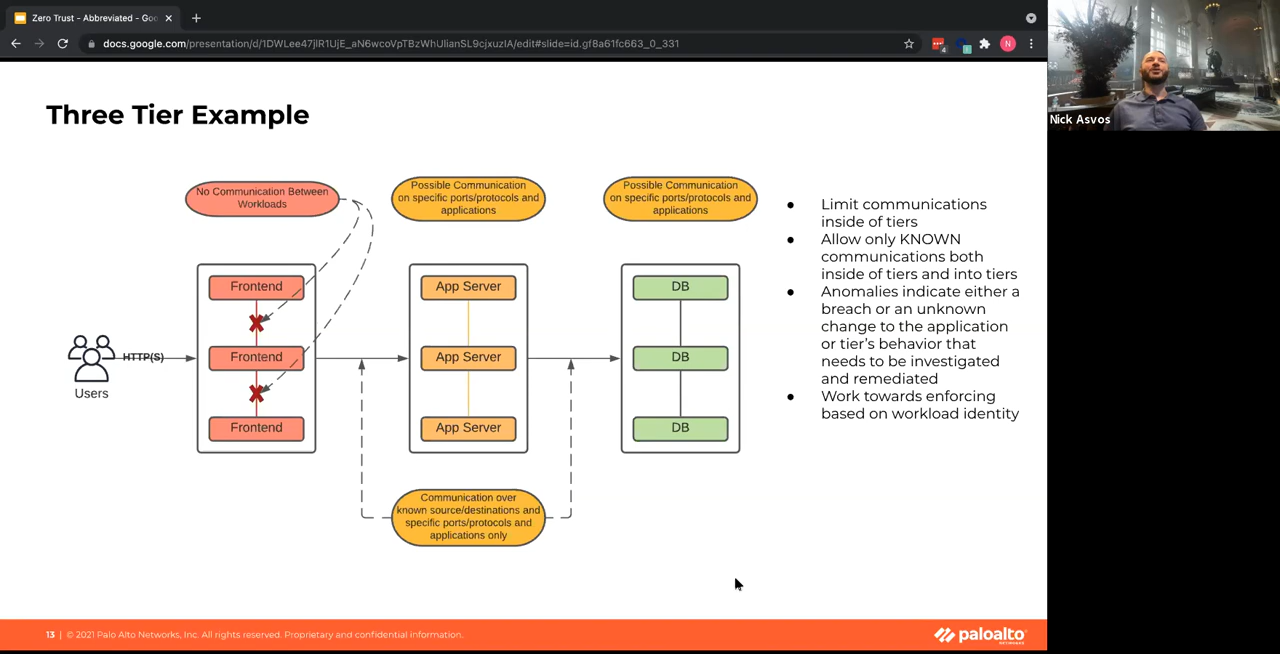 Zero Trust - Abbreviated - Goo
docs.google.com/presentation/d/1DWLee47jlR1UjE_aN6wcoVpTBzWhUlianSL9cjxuzIA/edit#slide=id.gf8a61fc663_0_331
4
1
N
Nick Asvos
Three Tier Example
No Communication Between
Workloads
Possible Communication
on specific ports/protocols and
applications
Possible Communication
on specific ports/protocols and
applications
Users
HTTP(S)
Frontend
Frontend
Frontend
App Server
App Server
App Server
DB
DB
DB
Communication over
known source/destinations and
specific ports/protocols and
applications only
● Limit communications
inside of tiers
● Allow only KNOWN
communications both
inside of tiers and into tiers
● Anomalies indicate either a
breach or an unknown
change to the application
or tier's behavior that
needs to be investigated
and remediated
● Work towards enforcing
based on workload identity
13 | © 2021 Palo Alto Networks, Inc. All rights reserved. Proprietary and confidential information.
paloalto
NETWORKS